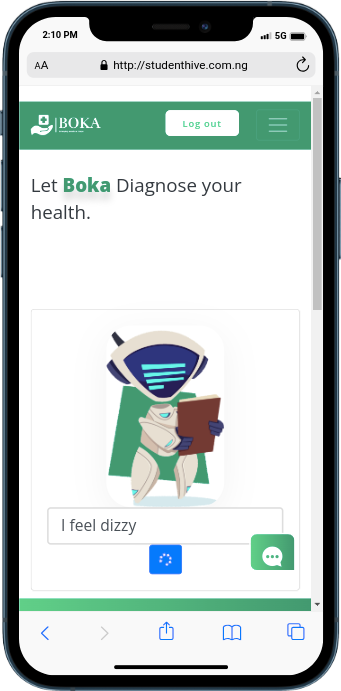 2:10 PM
5G
AA
http://studenthive.com.ng
BOKA
Log out
Let Boka Diagnose your
health.
I feel dizzy